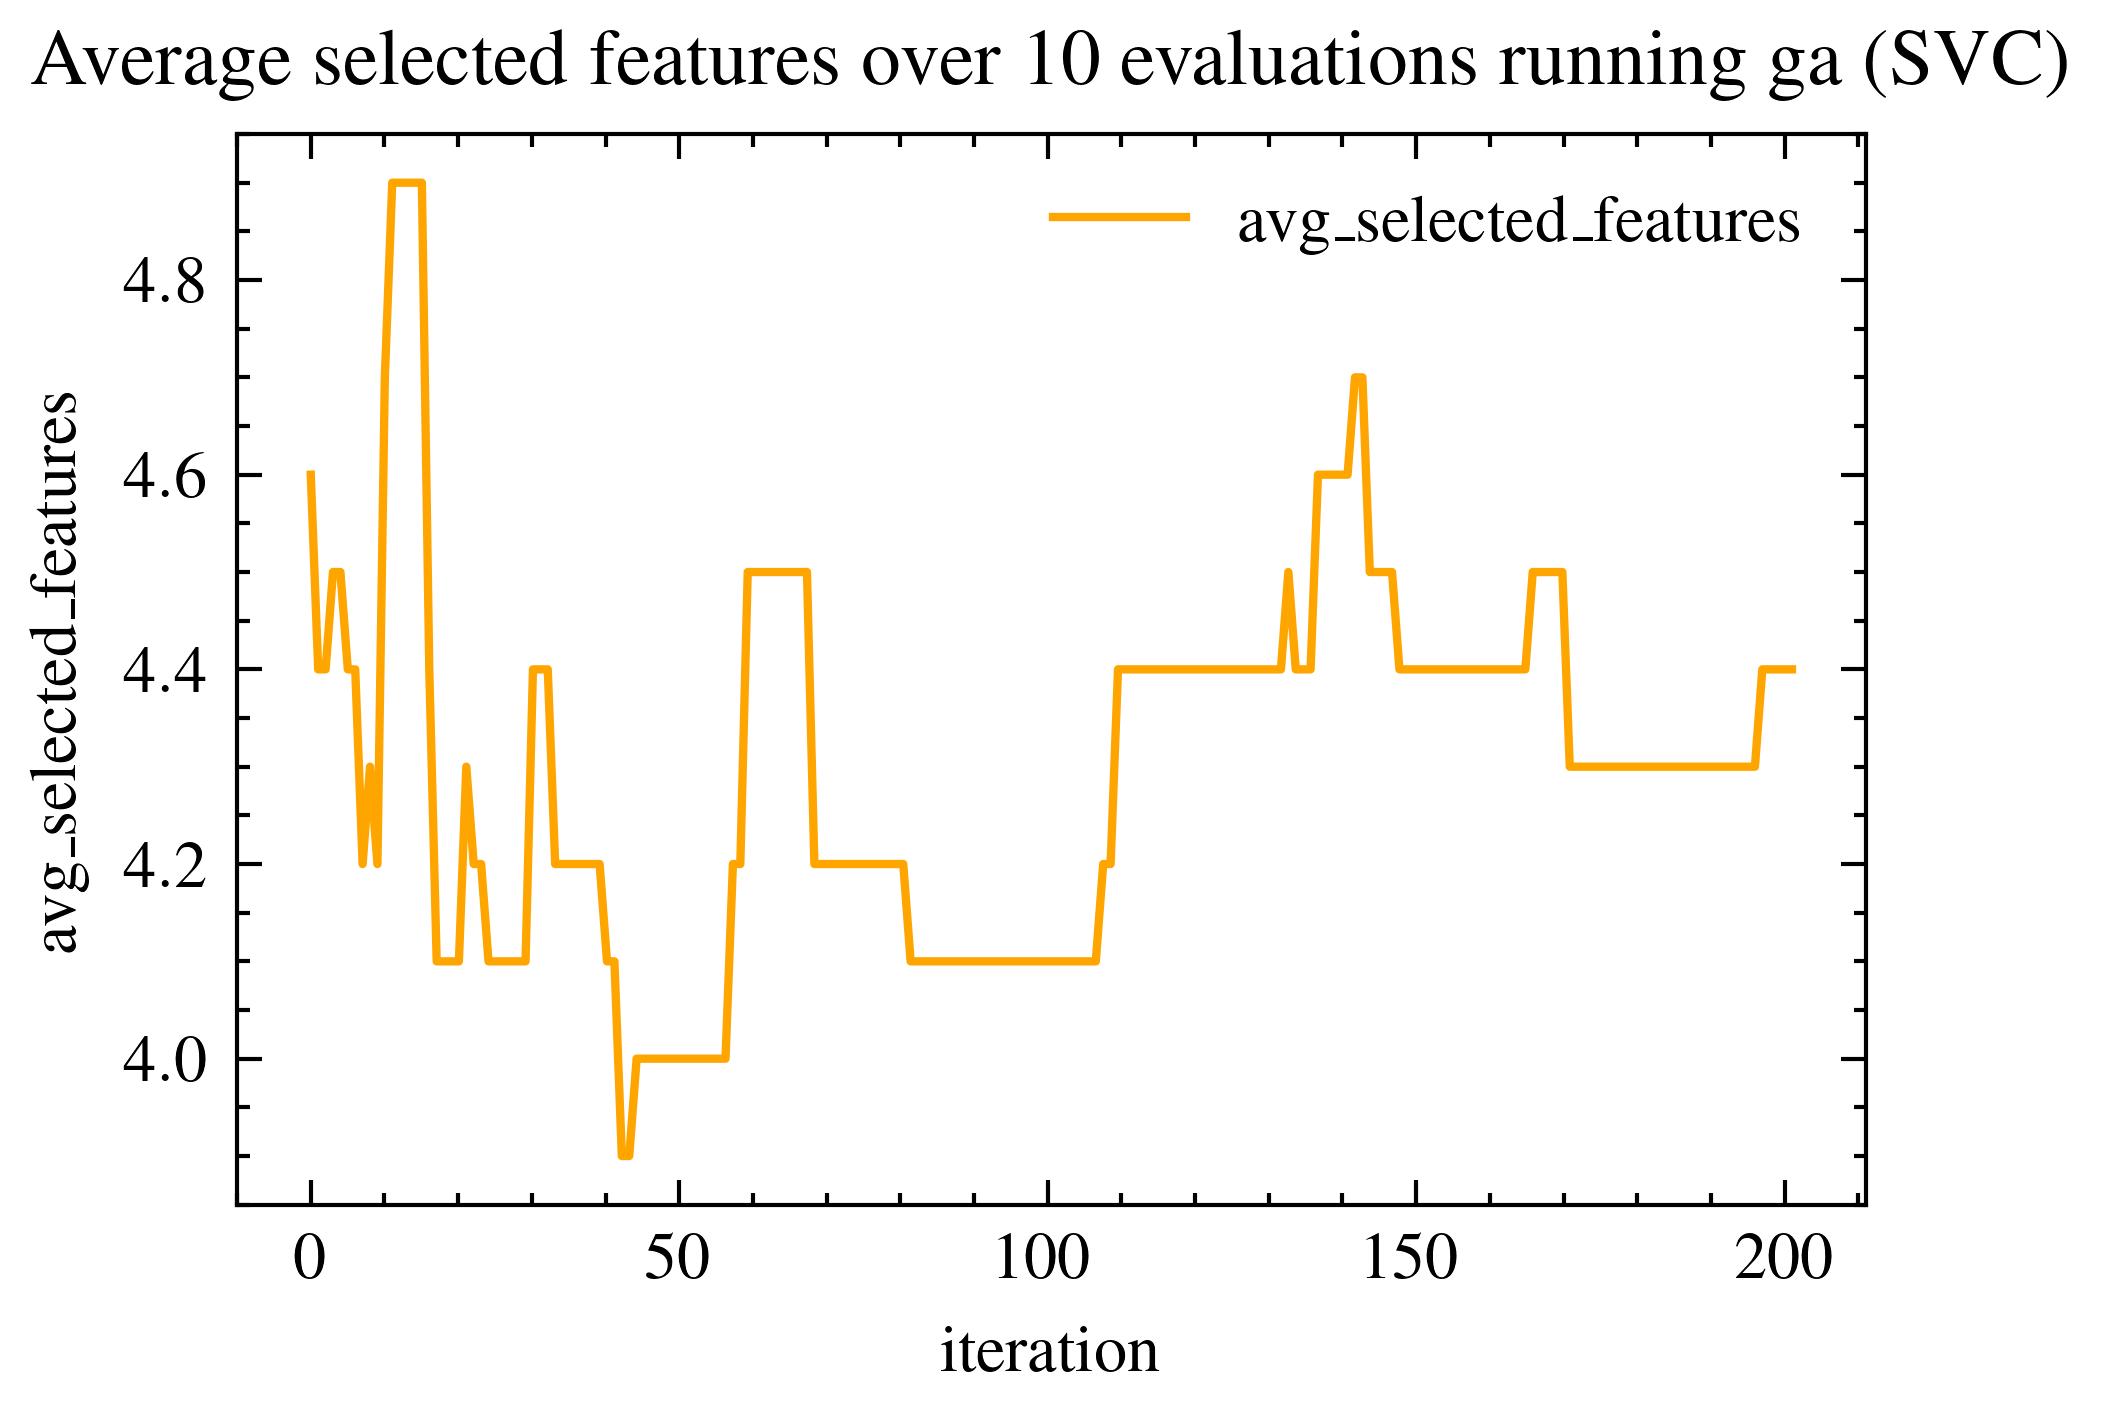 Average selected features over 10 evaluations running ga (SVC)
avg_selected_features
avg_selected_features
4.8
4.6
4.4
4.2
4.0
0 50 100 150 200
iteration